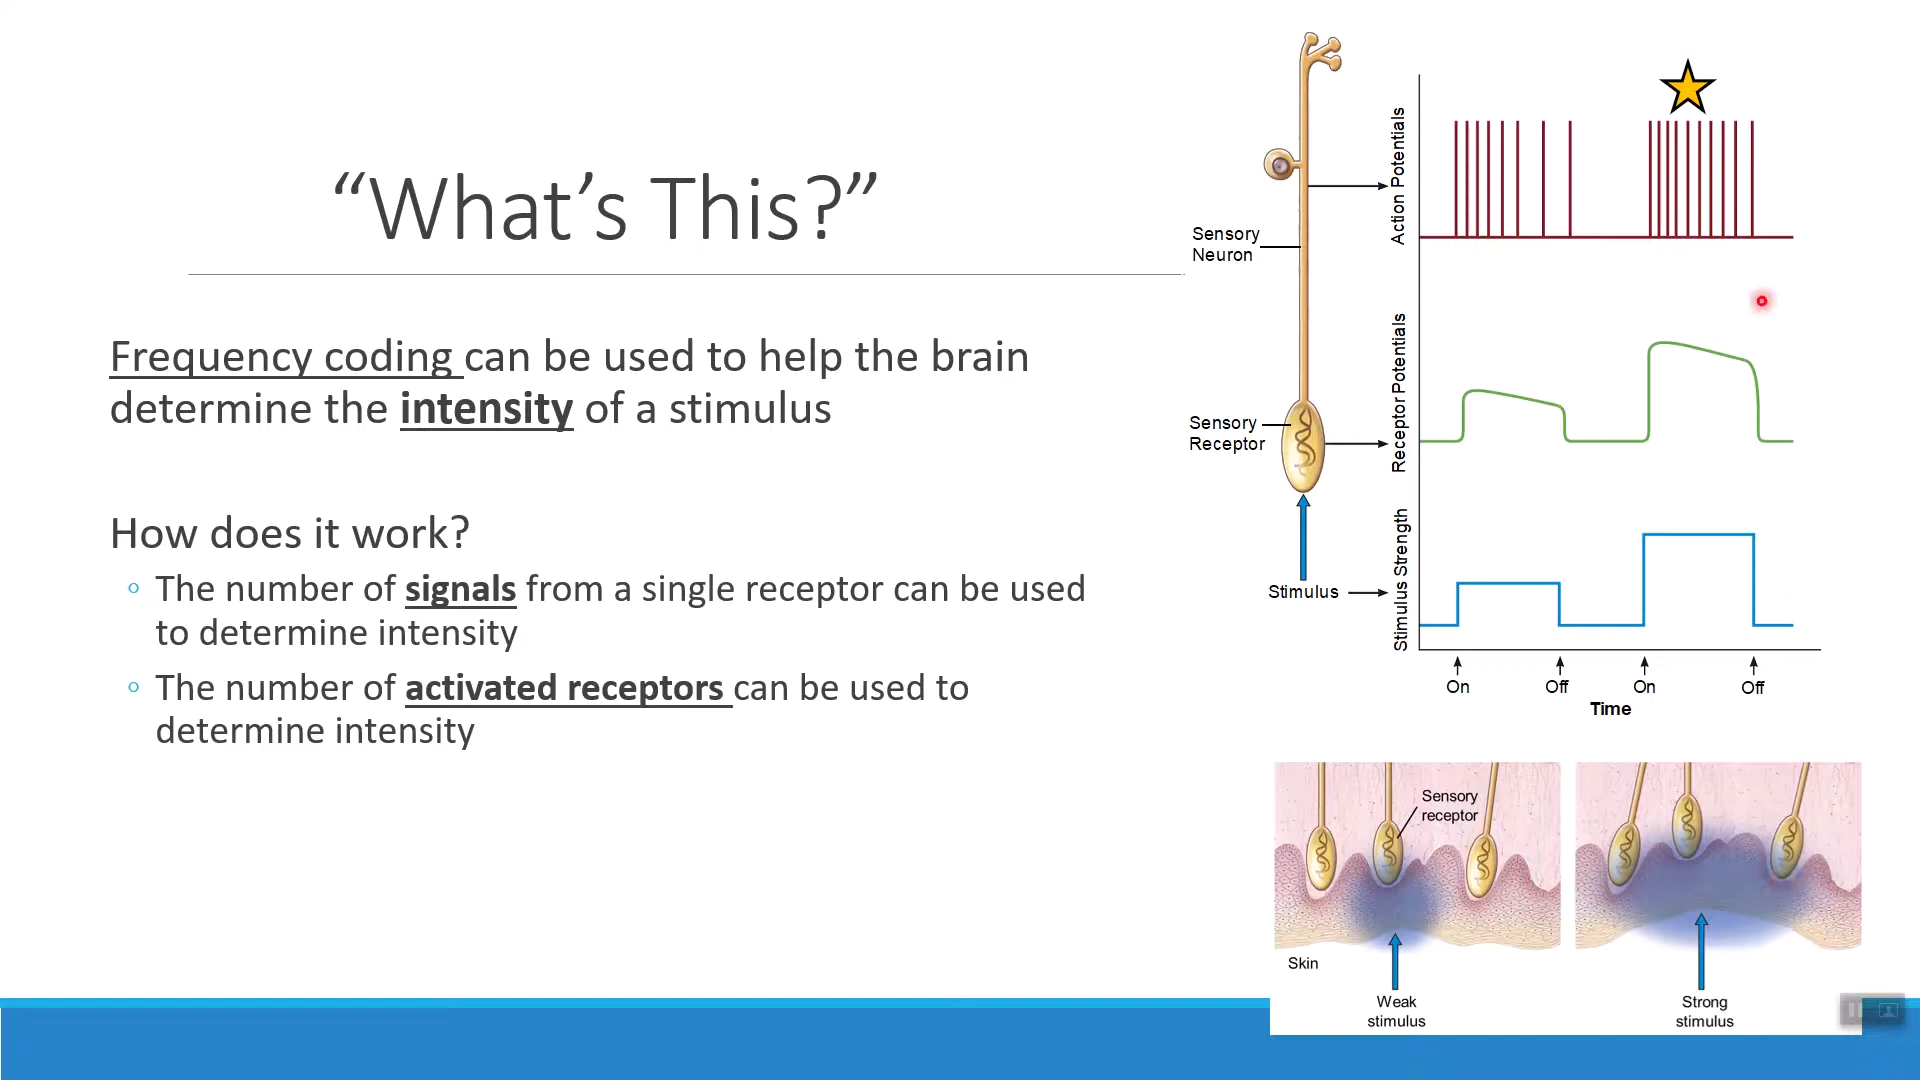 “What’s This?”
Frequency coding can be used to help the brain
determine the intensity of a stimulus
How does it work?
◦ The number of signals from a single receptor can be used
to determine intensity
◦ The number of activated receptors can be used to
determine intensity
Sensory
Neuron
Sensory
Receptor
Stimulus
Action Potentials
Receptor Potentials
Stimulus Strength
On
Off
On
Off
Time
Sensory
receptor
Skin
Weak
stimulus
Strong
stimulus